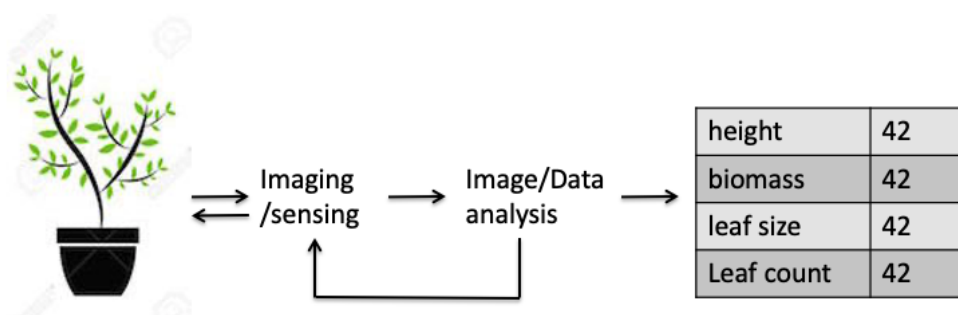 Imaging
/sensing
Image/Data
analysis
height 42
biomass 42
leaf size 42
Leaf count 42